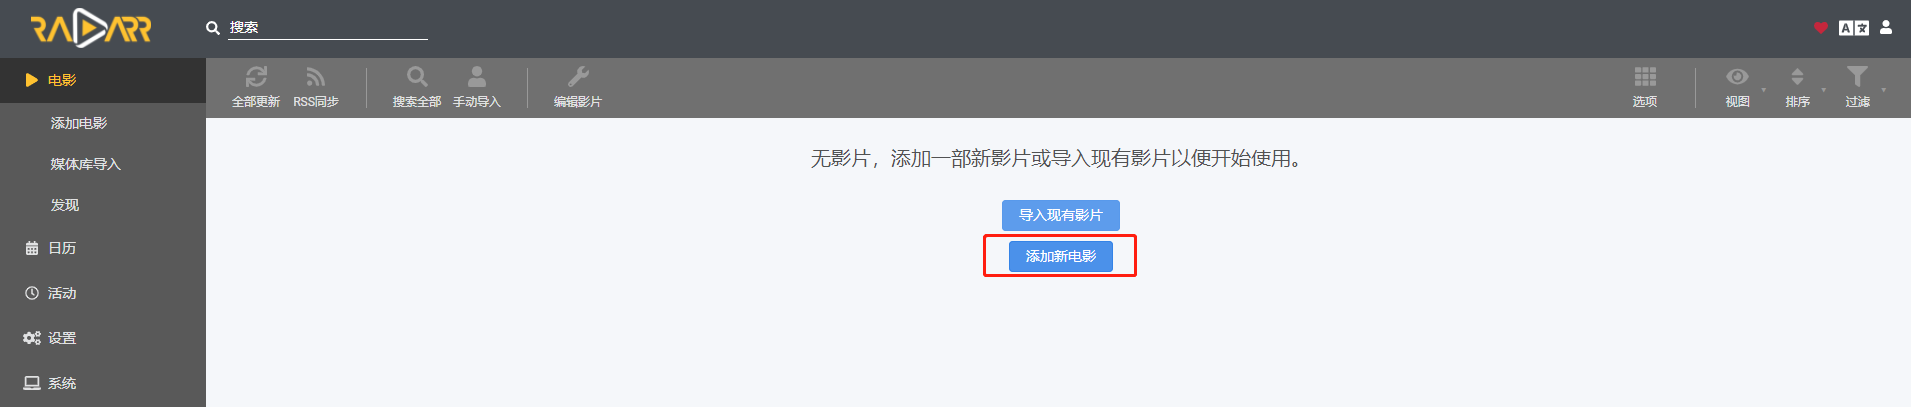 RADARR
搜索
A文
电影
全部更新 RSS同步 搜索全部 手动导入 编辑影片 选项 视图 排序 过滤
添加电影
媒体库导入
发现
日历
活动
设置
系统
无影片，添加一部新影片或导入现有影片以便开始使用。
导入现有影片
添加新电影